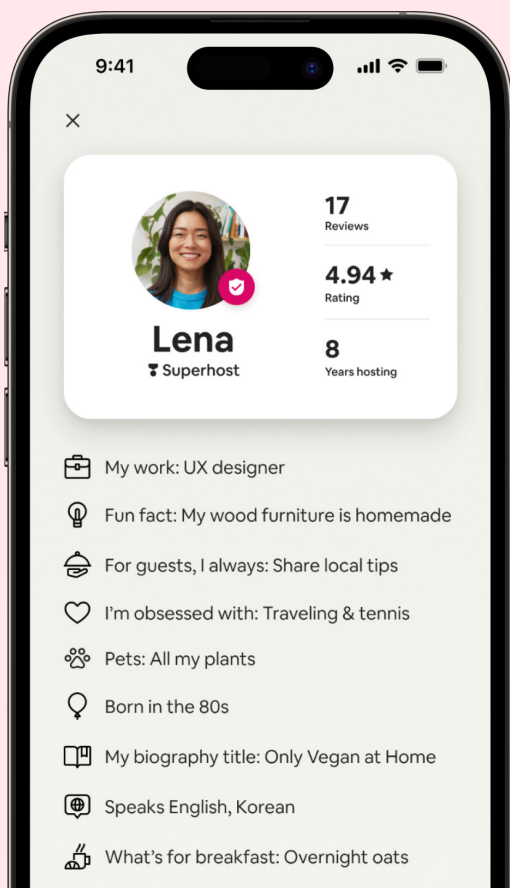 9:41
17
Reviews
4.94★
Rating
Lena
Superhost
8
Years hosting
My work: UX designer
Fun fact: My wood furniture is homemade
For guests, I always: Share local tips
I’m obsessed with: Traveling & tennis
Pets: All my plants
Born in the 80s
My biography title: Only Vegan at Home
Speaks English, Korean
What’s for breakfast: Overnight oats